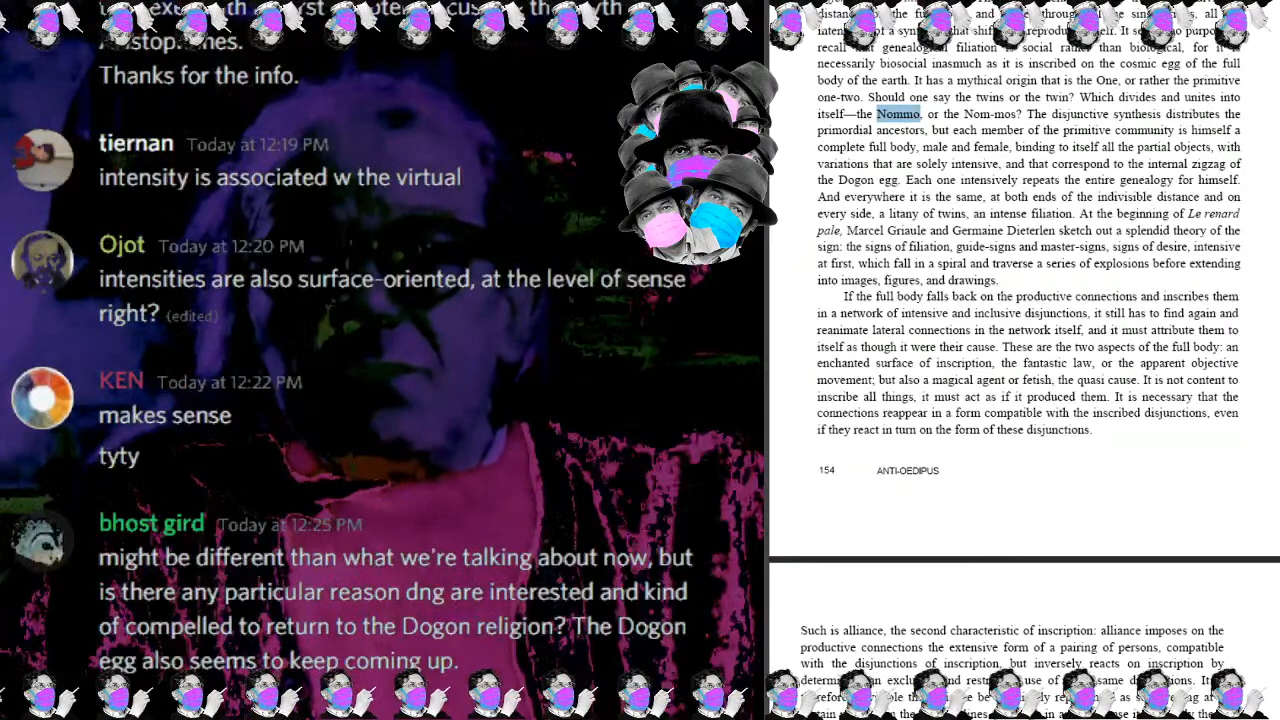 Thanks for the info.
tiernan Today at 12:19 PM
intensity is associated w the virtual
Ojot Today at 12:20 PM
intensities are also surface-oriented, at the level of sense
right? (edited)
KEN Today at 12:22 PM
makes sense
tyty
bhost gird Today at 12:25 PM
might be different than what we're talking about now, but
is there any particular reason dng are interested and kind
of compelled to return to the Dogon religion? The Dogon
egg also seems to keep coming up.
recall genealogical filiation is social rather than biological, for it is
necessarily biosocial inasmuch as it is inscribed on the cosmic egg of the full
body of the earth. It has a mythical origin that is the One, or rather the primitive
one-two. Should one say the twins or the twin? Which divides and unites into
itself—the Nommo, or the Nom-mos? The disjunctive synthesis distributes the
primordial ancestors, but each member of the primitive community is himself a
complete full body, male and female, binding to itself all the partial objects, with
variations that are solely intensive, and that correspond to the internal zigzag of
the Dogon egg. Each one intensively repeats the entire genealogy for himself.
And everywhere it is the same, at both ends of the indivisible distance and on
every side, a litany of twins, an intense filiation. At the beginning of Le renard
pale, Marcel Griaule and Germaine Dieterlen sketch out a splendid theory of the
sign: the signs of filiation, guide-signs and master-signs, signs of desire, intensive
at first, which fall in a spiral and traverse a series of explosions before extending
into images, figures, and drawings.
If the full body falls back on the productive connections and inscribes them
in a network of intensive and inclusive disjunctions, it still has to find again and
reanimate lateral connections in the network itself, and it must attribute them to
itself as though it were their cause. These are the two aspects of the full body: an
enchanted surface of inscription, the fantastic law, or the apparent objective
movement; but also a magical agent or fetish, the quasi cause. It is not content to
inscribe all things, it must act as if it produced them. It is necessary that the
connections reappear in a form compatible with the inscribed disjunctions, even
if they react in turn on the form of these disjunctions.
154 ANTI-OEDIPUS
Such is alliance, the second characteristic of inscription: alliance imposes on the
productive connections the extensive form of a pairing of persons, compatible
with the disjunctions of inscription, but inversely reacts on inscription by